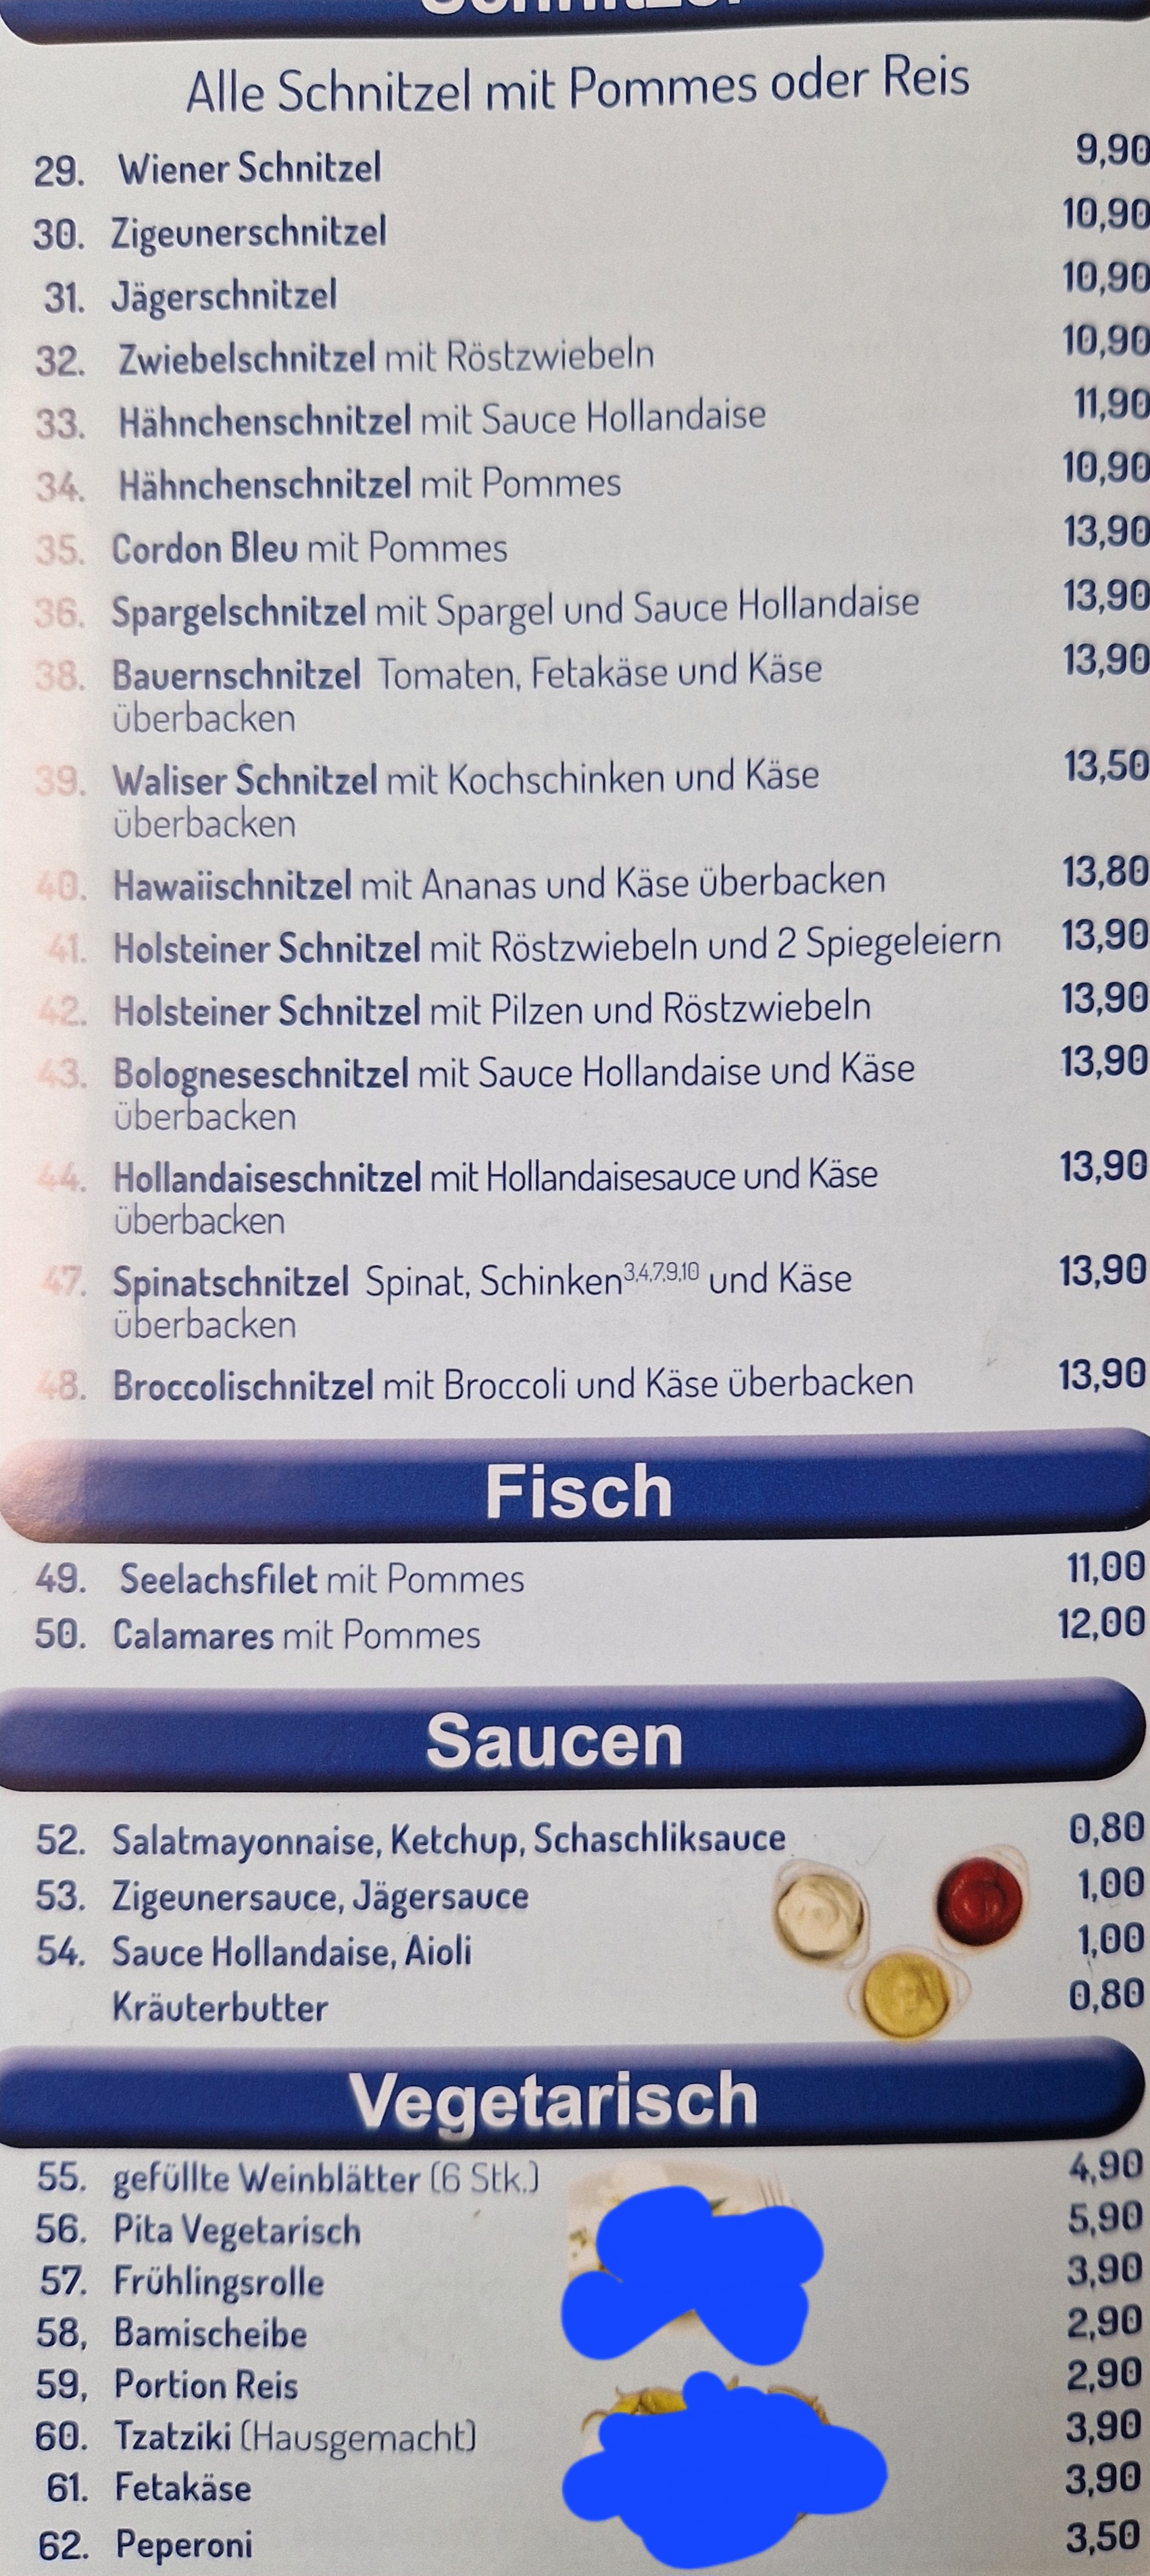 Schnitzel
Alle Schnitzel mit Pommes oder Reis
29. Wiener Schnitzel 9,90
30. Zigeunerschnitzel 10,90
31. Jägerschnitzel 10,90
32. Zwiebelschnitzel mit Röstzwiebeln 10,90
33. Hähnchenschnitzel mit Sauce Hollandaise 11,90
34. Hähnchenschnitzel mit Pommes 10,90
35. Cordon Bleu mit Pommes 13,90
36. Spargelschnitzel mit Spargel und Sauce Hollandaise 13,90
38. Bauernschnitzel Tomaten, Fetakäse und Käse 13,90
überbacken
39. Waliser Schnitzel mit Kochschinken und Käse 13,50
überbacken
40. Hawaiischnitzel mit Ananas und Käse überbacken 13,80
41. Holsteiner Schnitzel mit Röstzwiebeln und 2 Spiegeleiern 13,90
42. Holsteiner Schnitzel mit Pilzen und Röstzwiebeln 13,90
43. Bologneseschnitzel mit Sauce Hollandaise und Käse 13,90
überbacken
44. Hollandaiseschnitzel mit Hollandaisesauce und Käse 13,90
überbacken
47. Spinatschnitzel Spinat, Schinken3,4,7,9,10 und Käse 13,90
überbacken
48. Broccolischnitzel mit Broccoli und Käse überbacken 13,90
Fisch
49. Seelachsfilet mit Pommes 11,00
50. Calamares mit Pommes 12,00
Saucen
52. Salatmayonnaise, Ketchup, Schaschliksauce 0,80
53. Zigeunersauce, Jägersauce 1,00
54. Sauce Hollandaise, Aioli 1,00
Kräuterbutter 0,80
Vegetarisch
55. gefüllte Weinblätter (6 Stk.) 4,90
56. Pita Vegetarisch 5,90
57. Frühlingsrolle 3,90
58, Bamischeibe 2,90
59, Portion Reis 2,90
60. Tzatziki (Hausgemacht) 3,90
61. Fetakäse 3,90
62. Peperoni 3,50